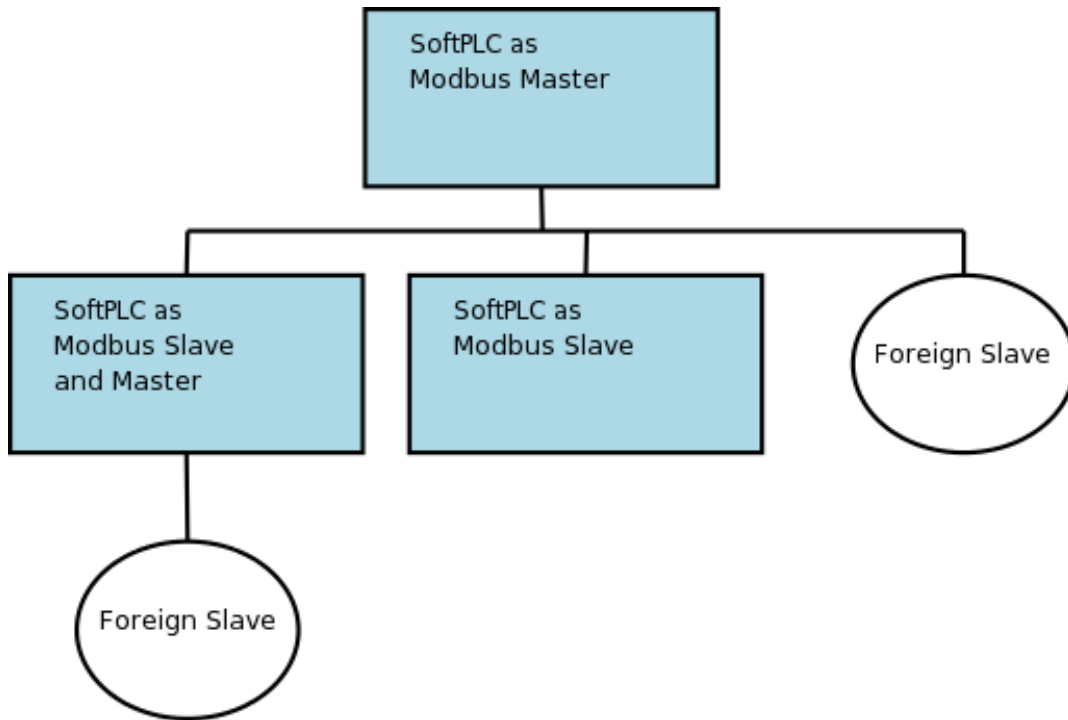 SoftPLC as
Modbus Master
SoftPLC as
Modbus Slave
and Master
SoftPLC as
Modbus Slave
Foreign Slave
Foreign Slave